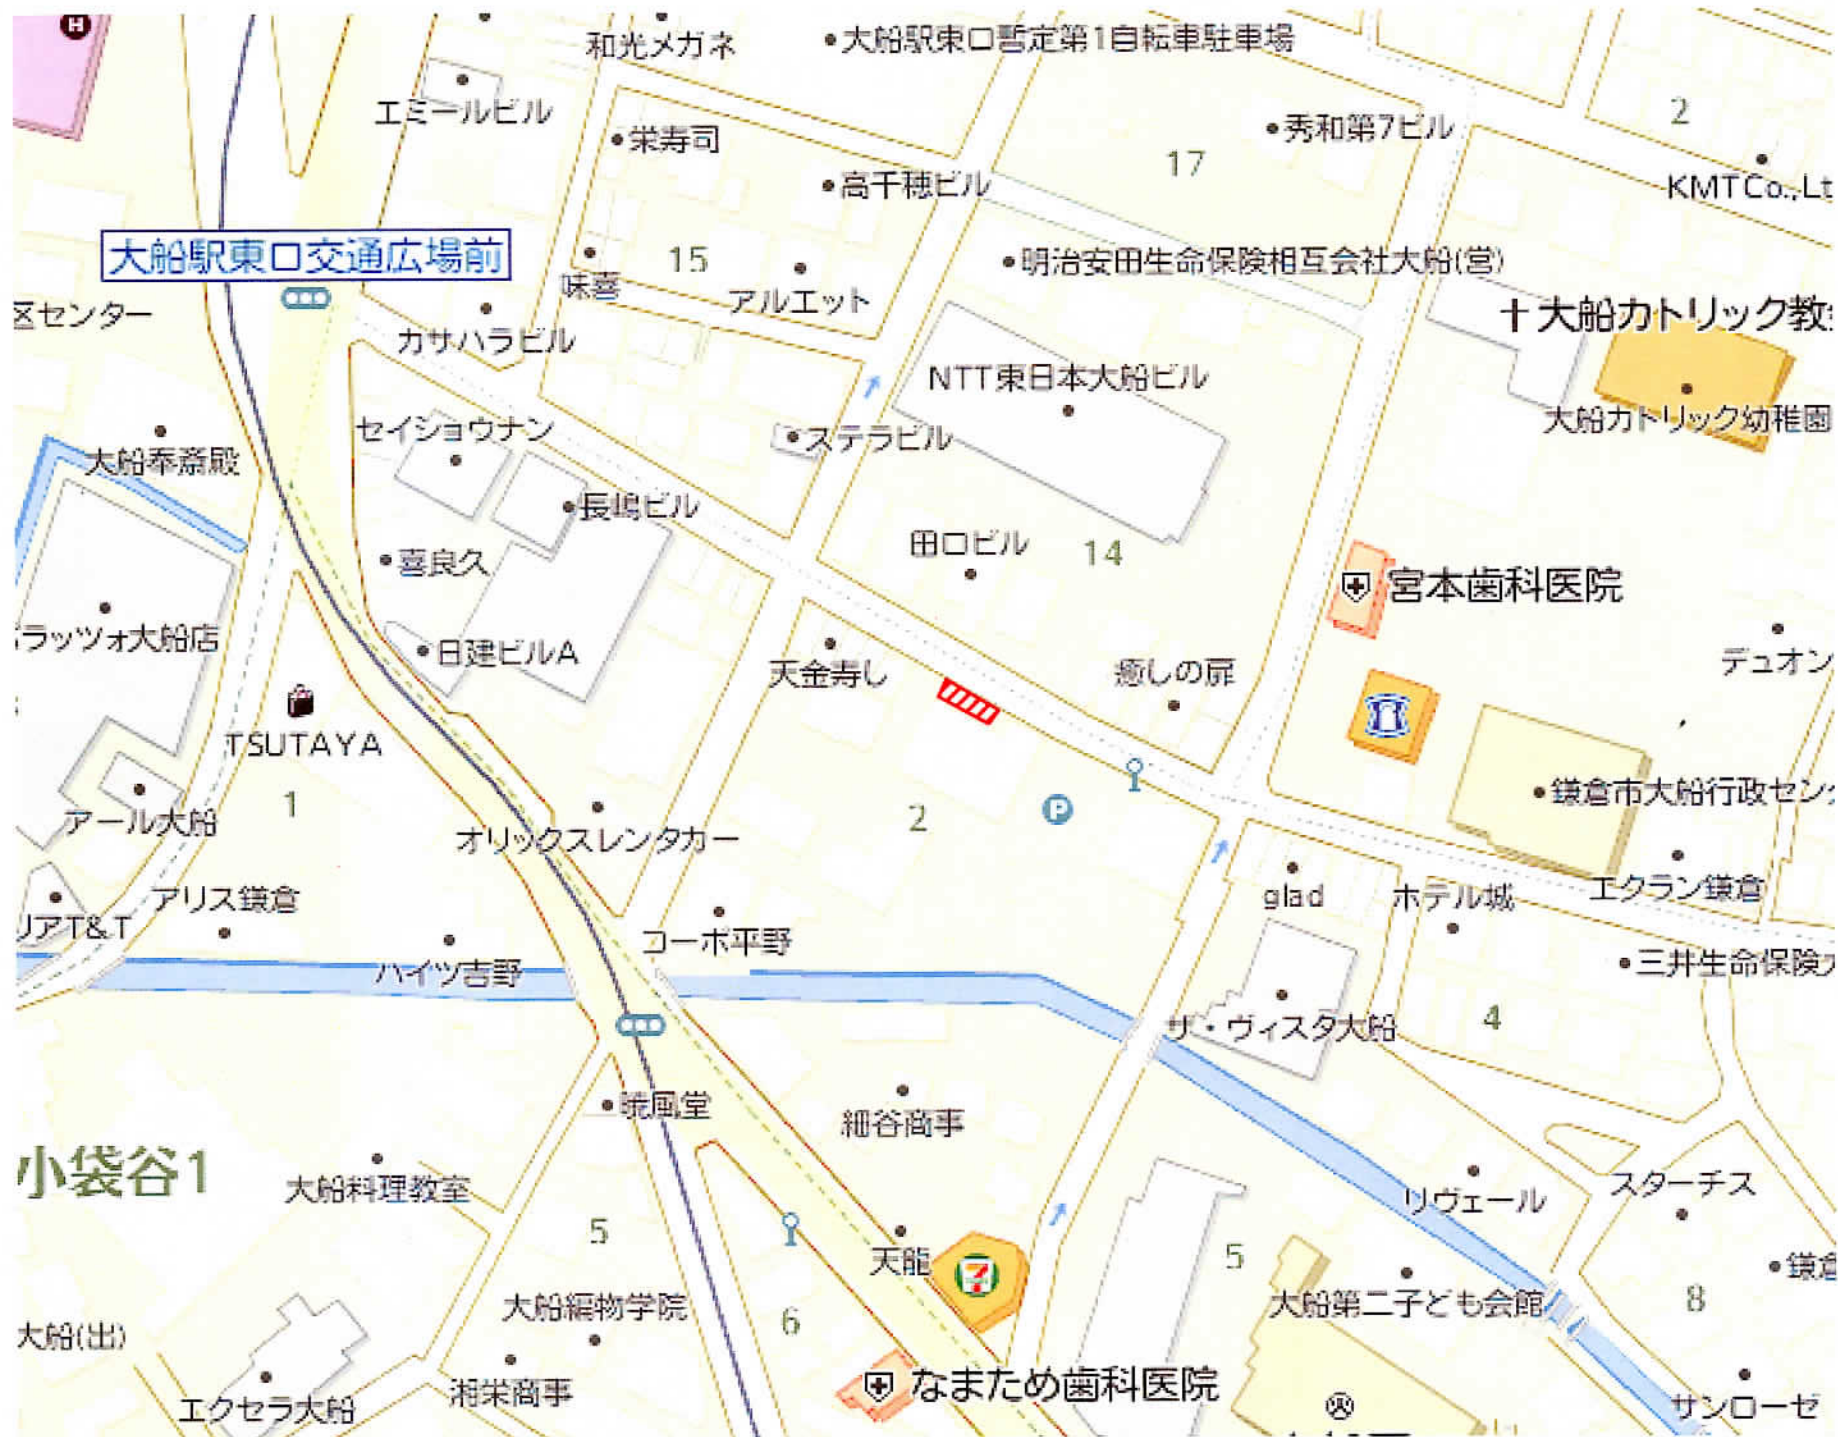 H
和光メガネ
大船駅東口暫定第1自転車駐車場
エミールビル
栄寿司
秀和第7ビル
2
17
高千穂ビル
KMTCo.,Lt
大船駅東口交通広場前
15
明治安田生命保険相互会社大船(営)
味喜
アルエット
区センター
カサハラビル
大船カトリック教
NTT東日本大船ビル
大船カトリック幼稚園
セイショウナン
ステラビル
大船奉斎殿
長嶋ビル
田口ビル
14
喜良久
宮本歯科医院
ラッツォ大船店
日建ビルA
天金寿し
癒しの扉
デュオン
TSUTAYA
1
2
P
鎌倉市大船行政セン
アール大船
オリックスレンタカー
アリス鎌倉
glad
ホテル城
エクラン鎌倉
リアT&T
コーポ平野
ハイツ吉野
三井生命保険
ザ・ヴィスタ大船
4
暁風堂
細谷商事
小袋谷1
大船料理教室
リヴェール
スターチス
5
天龍
7
5
鎌倉
大船編物学院
6
大船第二子ども会館
8
大船(出)
なまため歯科医院
エクセラ大船
湘栄商事
サンローゼ